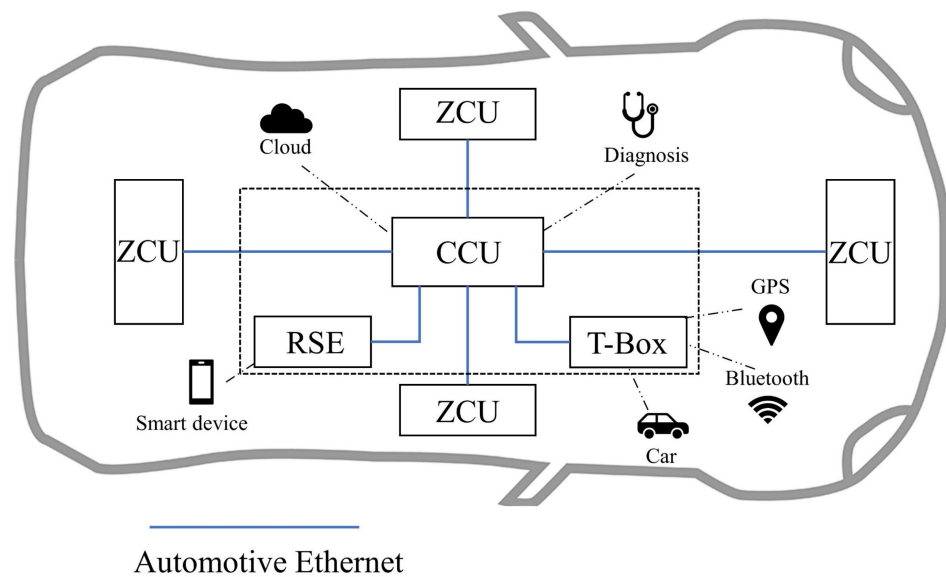 ZCU
Cloud
Diagnosis
ZCU
CCU
ZCU
GPS
RSE
T-Box
Bluetooth
Smart device
ZCU
Car
Automotive Ethernet